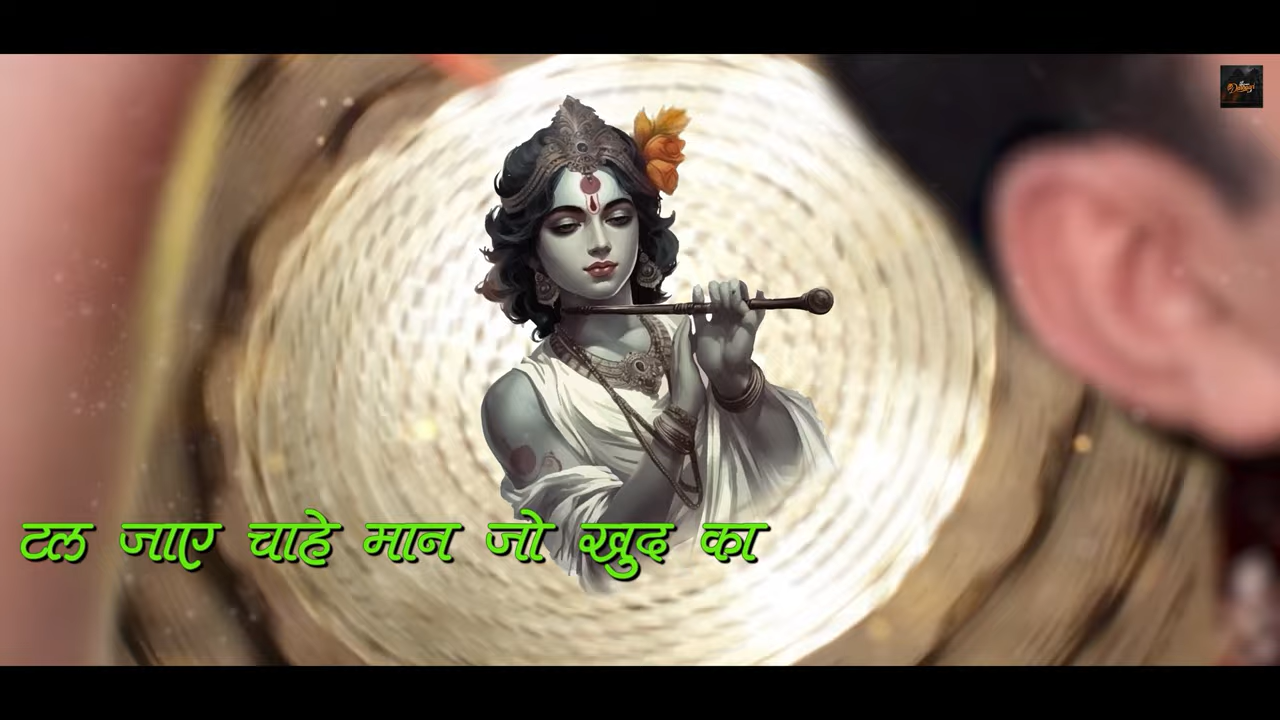 टल जाए चाहे मान जो खुद का